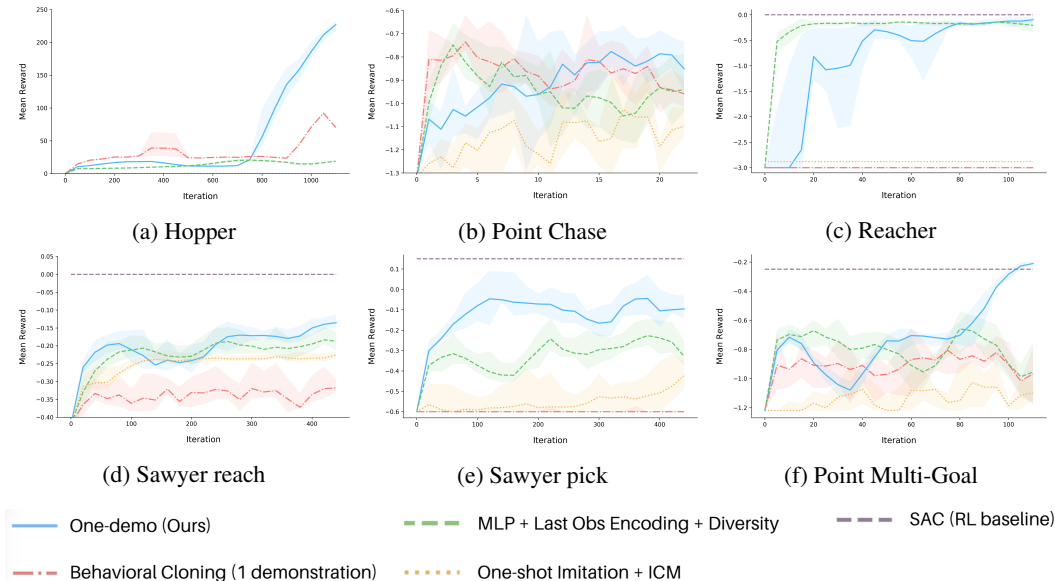 250
200
150
100
50
0
Mean Reward
0 200 400 600 800 1000
Iteration
(a) Hopper
−0.6
−0.7
−0.8
−0.9
−1.0
−1.1
−1.2
−1.3
Mean Reward
5 10 15 20
Iteration
(b) Point Chase
0.0
−0.5
−1.0
−1.5
−2.0
−2.5
−3.0
Mean Reward
0 20 40 60 80 100
Iteration
(c) Reacher
0.05
0.00
−0.05
−0.10
−0.15
−0.20
−0.25
−0.30
−0.35
−0.40
Mean Reward
0 100 200 300 400
Iteration
(d) Sawyer reach
0.1
0.0
−0.1
−0.2
−0.3
−0.4
−0.5
−0.6
Mean Reward
0 100 200 300 400
Iteration
(e) Sawyer pick
−0.2
−0.4
−0.6
−0.8
−1.0
−1.2
Mean Reward
0 20 40 60 80 100
Iteration
(f) Point Multi-Goal
One-demo (Ours)
MLP + Last Obs Encoding + Diversity
SAC (RL baseline)
Behavioral Cloning (1 demonstration)
One-shot Imitation + ICM